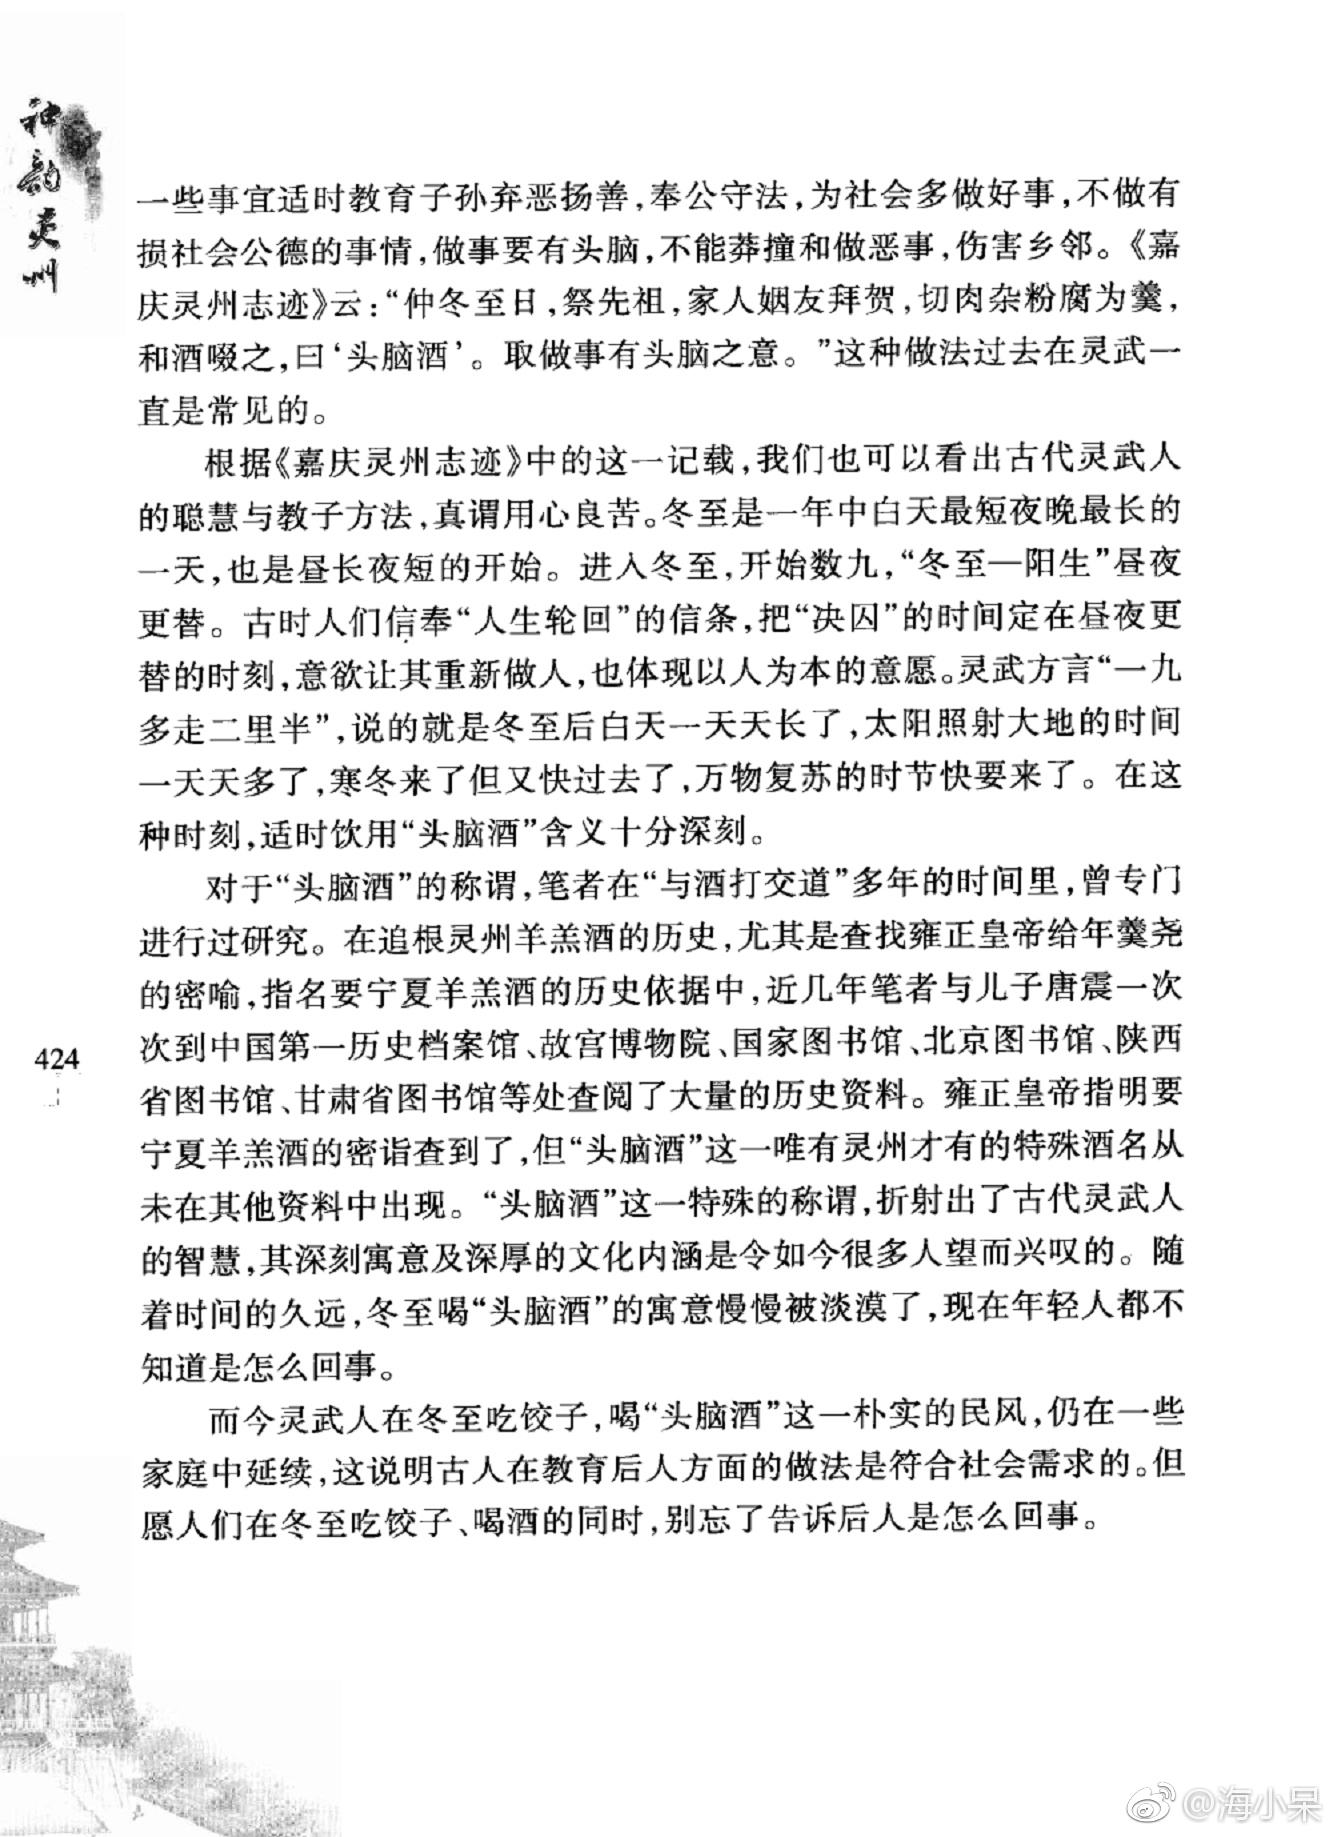 神韵灵州
一些事宜适时教育子孙弃恶扬善,奉公守法,为社会多做好事,不做有
损社会公德的事情,做事要有头脑,不能莽撞和做恶事,伤害乡邻。《嘉
庆灵州志迹》云:“仲冬至日,祭先祖,家人姻友拜贺,切肉杂粉腐为羹,
和酒啜之,曰‘头脑酒’。取做事有头脑之意。”这种做法过去在灵武一
直是常见的。
根据《嘉庆灵州志迹》中的这一记载,我们也可以看出古代灵武人
的聪慧与教子方法,真谓用心良苦。冬至是一年中白天最短夜晚最长的
一天,也是昼长夜短的开始。进入冬至,开始数九,“冬至—阳生”昼夜
更替。古时人们信奉“人生轮回”的信条,把“决囚”的时间定在昼夜更
替的时刻,意欲让其重新做人,也体现以人为本的意愿。灵武方言“一九
多走二里半”,说的就是冬至后白天一天天长了,太阳照射大地的时间
一天天多了,寒冬来了但又快过去了,万物复苏的时节快要来了。在这
种时刻,适时饮用“头脑酒”含义十分深刻。
对于“头脑酒”的称谓,笔者在“与酒打交道”多年的时间里,曾专门
进行过研究。在追根灵州羊羔酒的历史,尤其是查找雍正皇帝给年羹尧
的密喻,指名要宁夏羊羔酒的历史依据中,近几年笔者与儿子唐震一次
次到中国第一历史档案馆、故宫博物院、国家图书馆、北京图书馆、陕西
省图书馆、甘肃省图书馆等处查阅了大量的历史资料。雍正皇帝指明要
宁夏羊羔酒的密诣查到了,但“头脑酒”这一唯有灵州才有的特殊酒名从
未在其他资料中出现。“头脑酒”这一特殊的称谓,折射出了古代灵武人
的智慧,其深刻寓意及深厚的文化内涵是令如今很多人望而兴叹的。随
着时间的久远,冬至喝“头脑酒”的寓意慢慢被淡漠了,现在年轻人都不
知道是怎么回事。
而今灵武人在冬至吃饺子,喝“头脑酒”这一朴实的民风,仍在一些
家庭中延续,这说明古人在教育后人方面的做法是符合社会需求的。但
愿人们在冬至吃饺子、喝酒的同时,别忘了告诉后人是怎么回事。
424
@海小呆